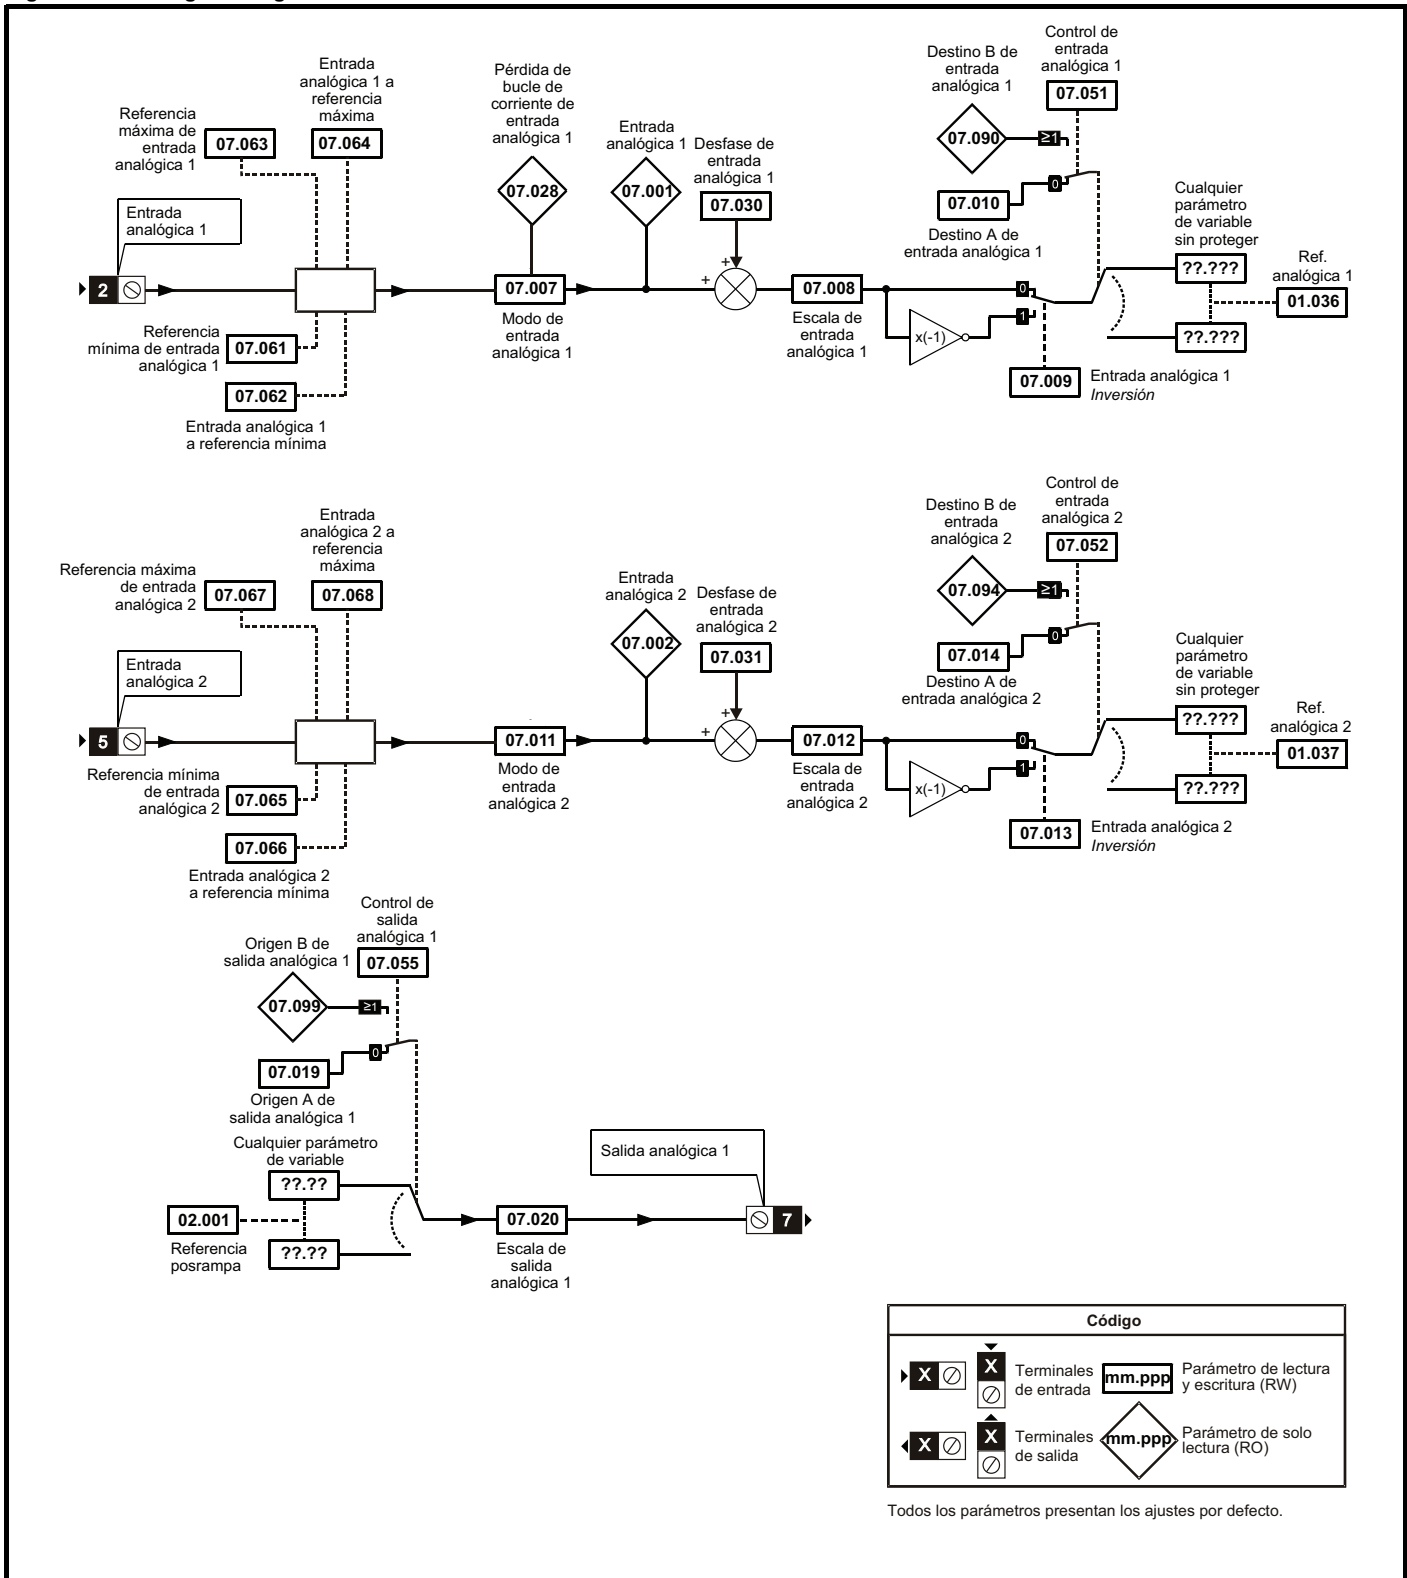 Referencia
máxima de
entrada
analógica 1
07.063
Entrada
analógica 1 a
referencia
máxima
07.064
Pérdida de
bucle de
corriente de
entrada
analógica 1
07.028
Entrada
analógica 1
07.001
Desfase de
entrada
analógica 1
07.030
Destino B de
entrada
analógica 1
07.090
≥1
Control de
entrada
analógica 1
07.051
0
07.010
Destino A de
entrada analógica 1
Cualquier
parámetro
de variable
sin proteger
??.???
??.???
Ref.
analógica 1
01.036
Entrada
analógica 1
2
07.007
Modo de
entrada
analógica 1
+
+
07.008
Escala de
entrada
analógica 1
x(-1)
0
1
07.009
Entrada analógica 1
Inversión
Referencia
mínima de entrada
analógica 1
07.061
07.062
Entrada analógica 1
a referencia mínima
Referencia máxima
de entrada
analógica 2
07.067
Entrada
analógica 2 a
referencia
máxima
07.068
Entrada
analógica 2
07.002
Desfase de
entrada
analógica 2
07.031
Destino B de
entrada
analógica 2
07.094
≥1
Control de
entrada
analógica 2
07.052
0
07.014
Destino A de
entrada analógica 2
Cualquier
parámetro
de variable
sin proteger
??.???
??.???
Ref.
analógica 2
01.037
Entrada
analógica 2
5
07.011
Modo de
entrada
analógica 2
+
+
07.012
Escala de
entrada
analógica 2
x(-1)
0
1
07.013
Entrada analógica 2
Inversión
Referencia mínima
de entrada
analógica 2
07.065
07.066
Entrada analógica 2
a referencia mínima
Control de
salida
analógica 1
07.055
Origen B de
salida analógica 1
07.099
≥1
0
07.019
Origen A de
salida analógica 1
Cualquier parámetro
de variable
??.??
??.??
02.001
Referencia
posrampa
07.020
Escala de
salida
analógica 1
Salida analógica 1
7
Código
X
X
Terminales
de entrada
mm.ppp
Parámetro de lectura
y escritura (RW)
X
X
Terminales
de salida
mm.ppp
Parámetro de solo
lectura (RO)
Todos los parámetros presentan los ajustes por defecto.